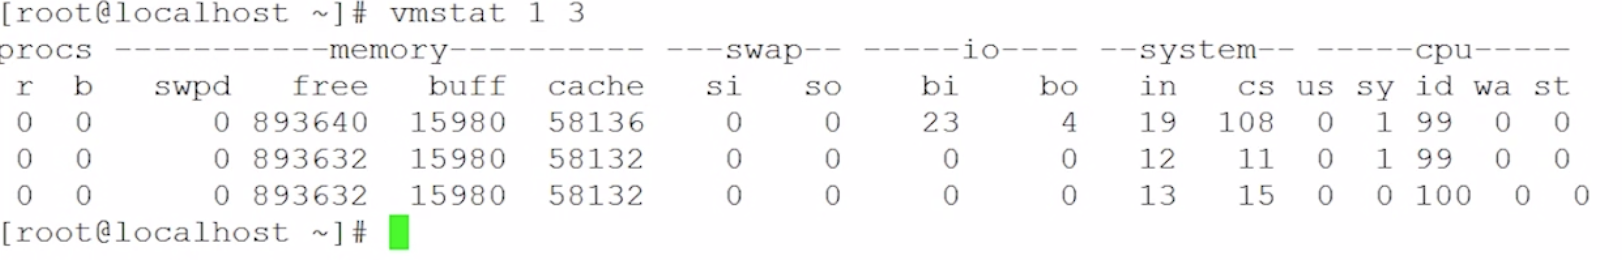 [root@localhost ~]# vmstat 1 3
procs -----------memory---------- ---swap-- -----io---- --system-- -----cpu-----
 r  b   swpd   free   buff  cache   si   so    bi    bo   in   cs us sy id wa st
 0  0      0 893640  15980  58136    0    0    23     4   19  108  0  1 99  0  0
 0  0      0 893632  15980  58132    0    0     0     0   12   11  0  1 99  0  0
 0  0      0 893632  15980  58132    0    0     0     0   13   15  0  0 100  0  0
[root@localhost ~]#